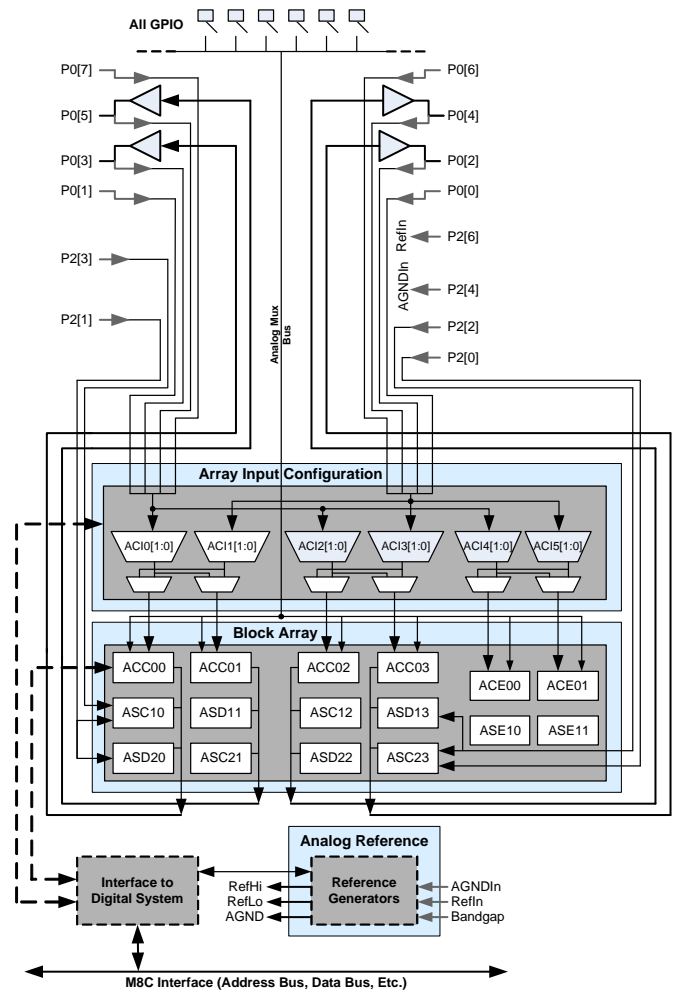 All GPIO
P0[7]
P0[6]
P0[5]
P0[4]
P0[3]
P0[2]
P0[1]
P0[0]
RefIn
P2[6]
P2[3]
AGNDIn
P2[4]
P2[1]
P2[2]
Analog Mux
Bus
P2[0]
Array Input Configuration
ACI0[1:0]
ACI1[1:0]
ACI2[1:0]
ACI3[1:0]
ACI4[1:0]
ACI5[1:0]
Block Array
ACC00
ACC01
ACC02
ACC03
ACE00
ACE01
ASC10
ASD11
ASC12
ASD13
ASE10
ASE11
ASD20
ASC21
ASD22
ASC23
Analog Reference
Interface to
Digital System
RefHi
RefLo
AGND
Reference
Generators
AGNDIn
RefIn
Bandgap
M8C Interface (Address Bus, Data Bus, Etc.)